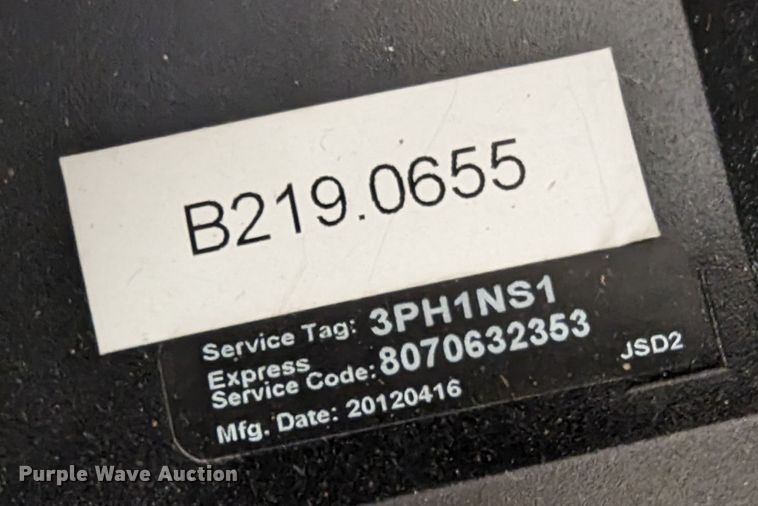 B219.0655
Service Tag: 3PH1NS1
Express
Service Code: 8070632353
JSD2
Mfg. Date: 20120416
Purple Wave Auction